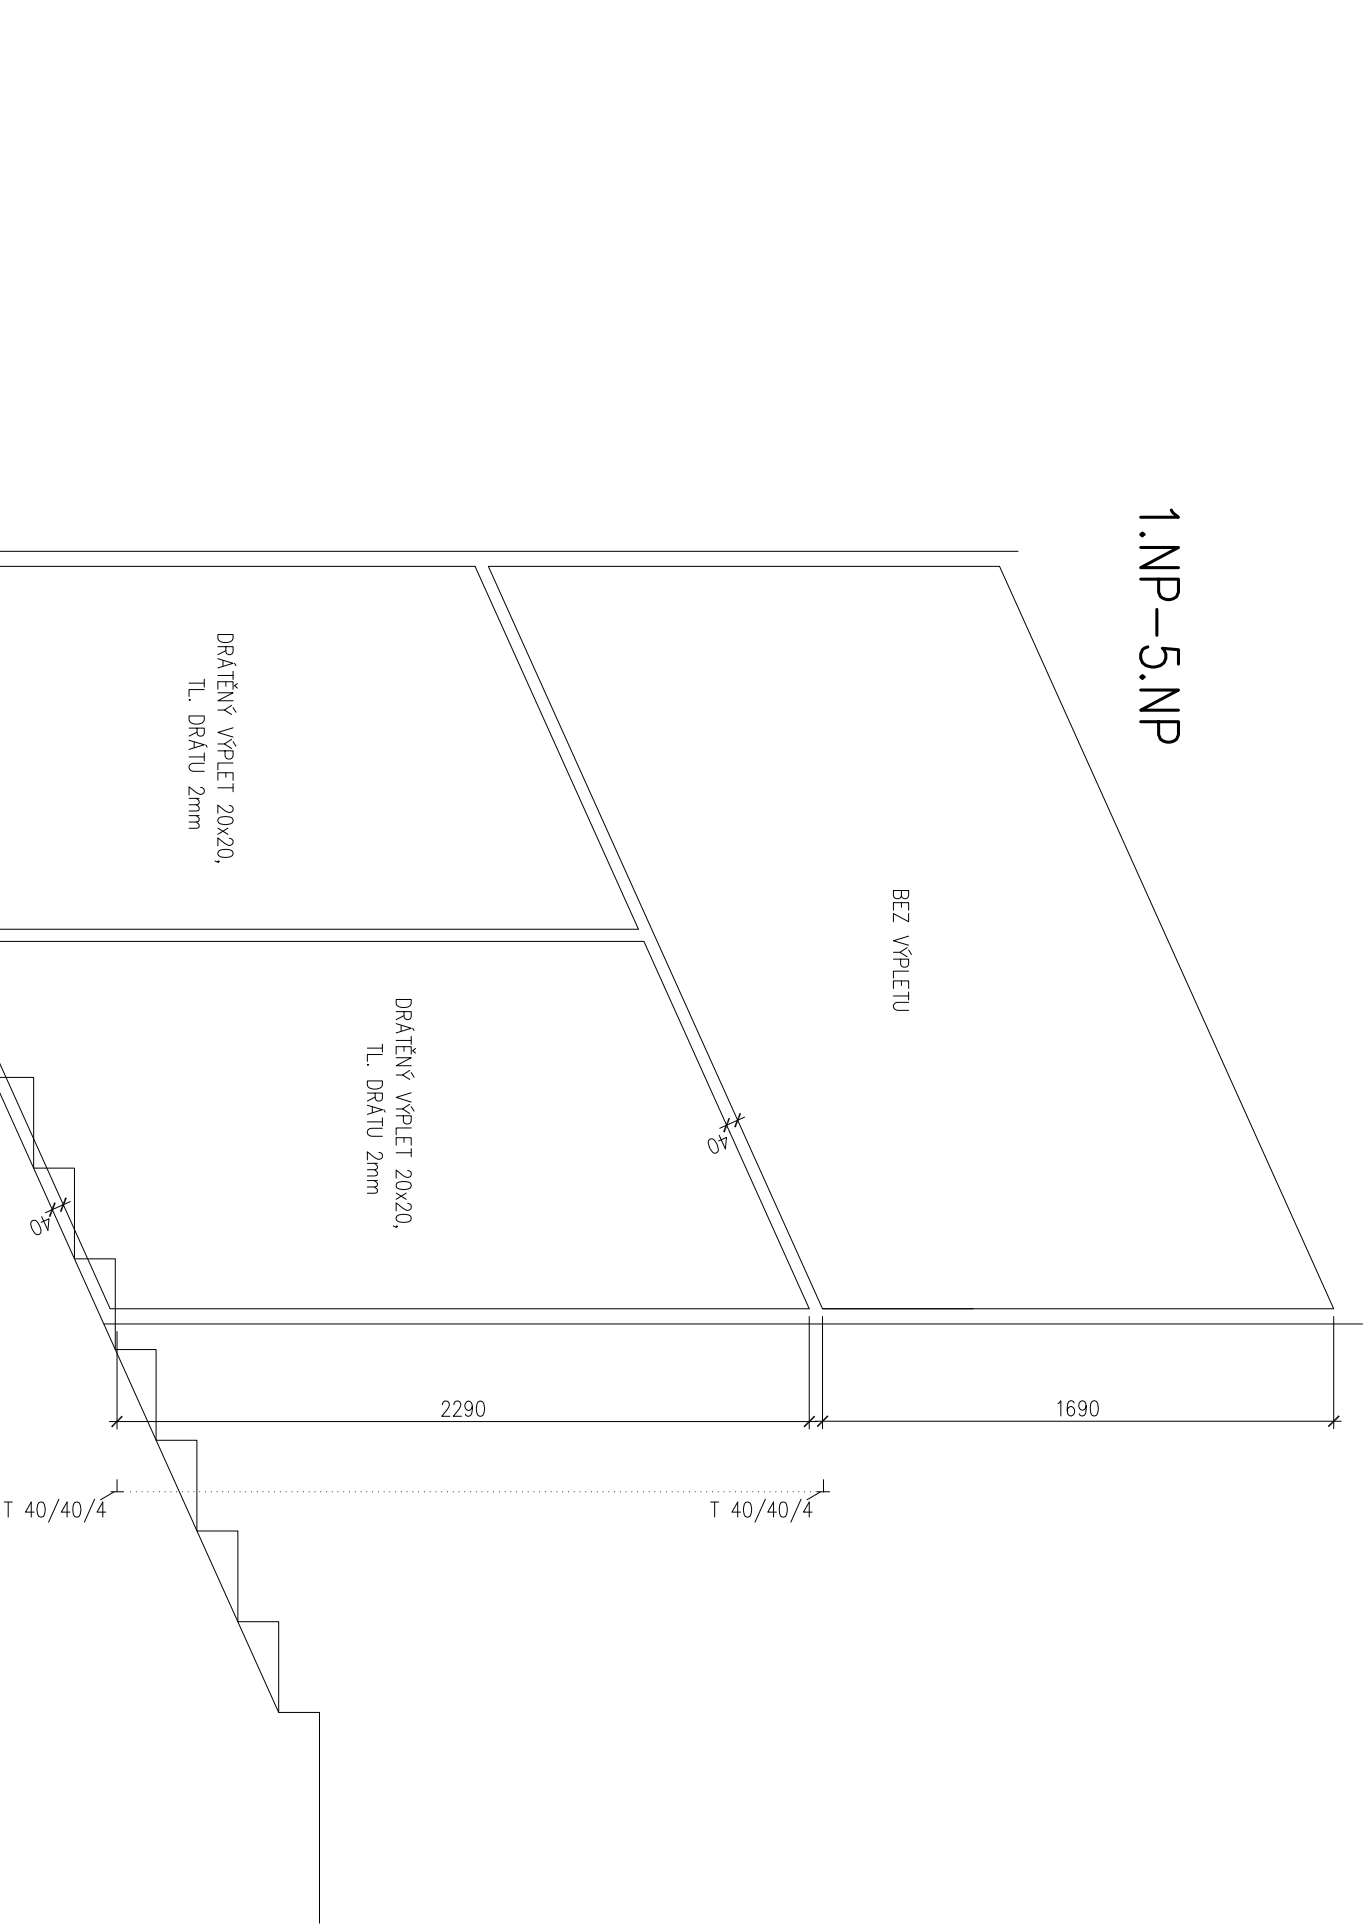 1.NP-5.NP
BEZ VÝPLETU
DRÁTĚNÝ VÝPLET 20x20,
TL. DRÁTU 2mm
DRÁTĚNÝ VÝPLET 20x20,
TL. DRÁTU 2mm
40
40
2290
1690
T 40/40/4
T 40/40/4